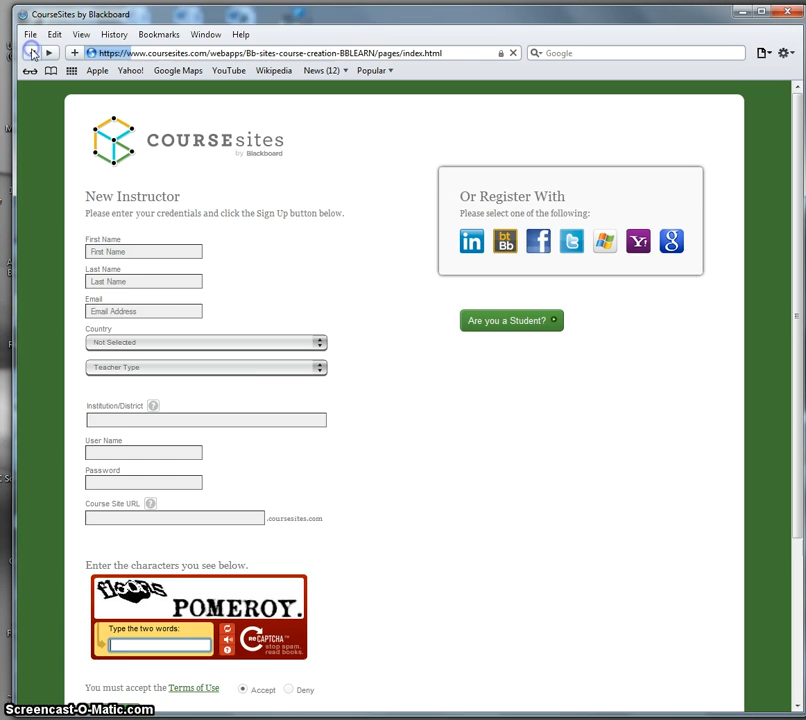 CourseSites by Blackboard
File Edit View History Bookmarks Window Help
https://www.coursesites.com/webapps/Bb-sites-course-creation-BBLEARN/pages/index.html
Google
Apple Yahoo! Google Maps YouTube Wikipedia News (12) Popular
COURSEsites
by Blackboard
New Instructor
Please enter your credentials and click the Sign Up button below.
First Name
First Name
Last Name
Last Name
Email
Email Address
Country
Not Selected
Teacher Type
Institution/District ?
User Name
Password
Course Site URL ?
.coursesites.com
Or Register With
Please select one of the following:
in bt Bb f t Y! g
Are you a Student?
Enter the characters you see below.
POMEROY.
Type the two words:
reCAPTCHA™
stop spam.
read books.
You must accept the Terms of Use Accept Deny
Screencast-O-Matic.com